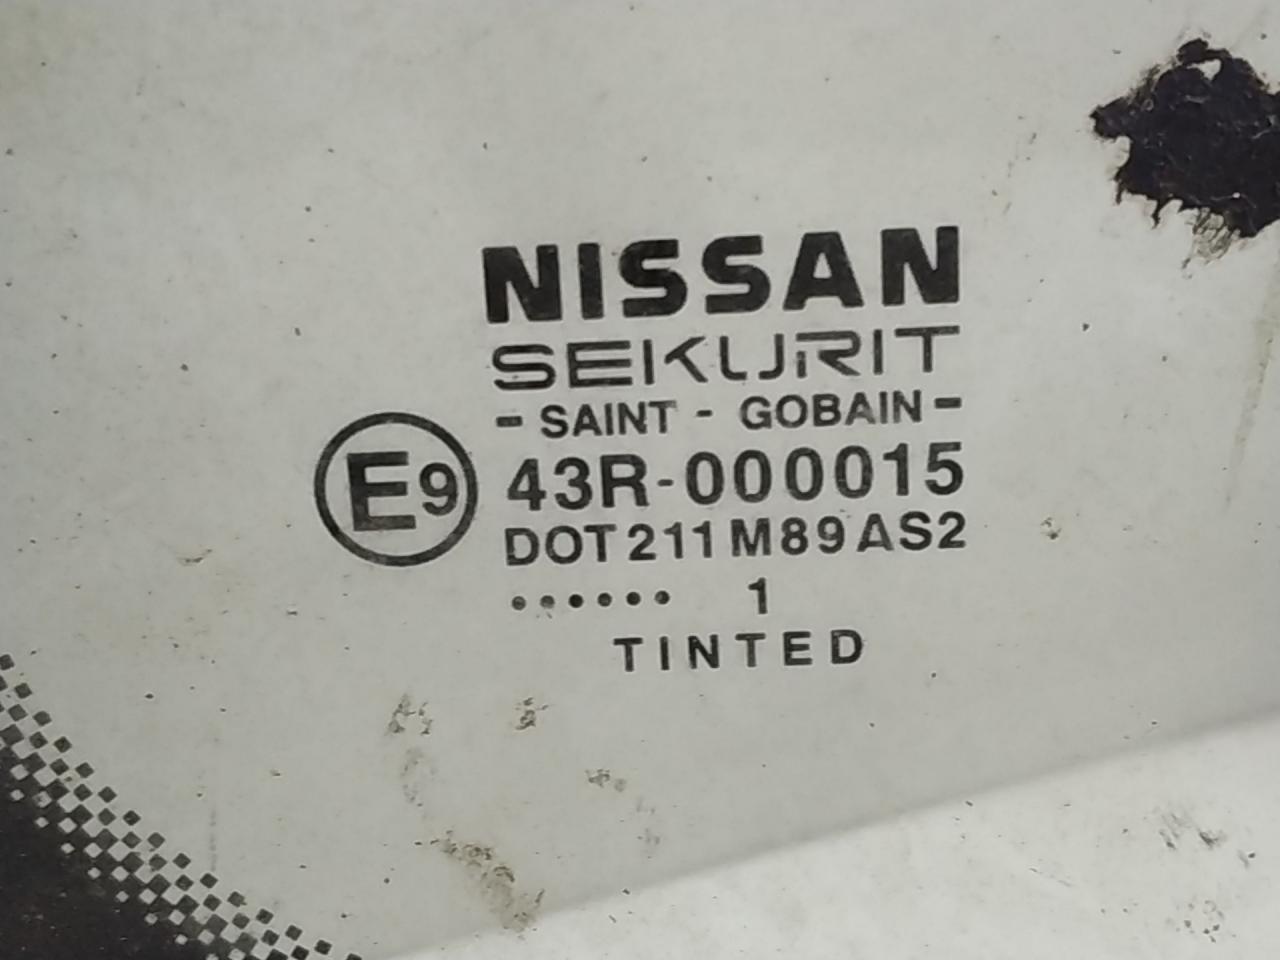 NISSAN
SEKURIT
- SAINT - GOBAIN -
E9 43R-000015
DOT 211 M89 AS2
...... 1
TINTED